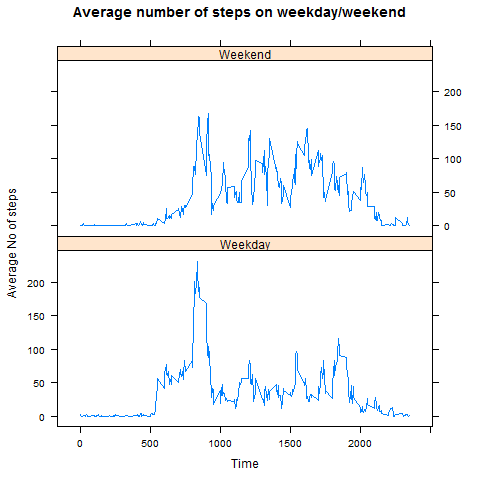 Average number of steps on weekday/weekend
Weekend
200
150
100
50
0
Weekday
200
150
100
50
0
Average No of steps
0 500 1000 1500 2000
Time